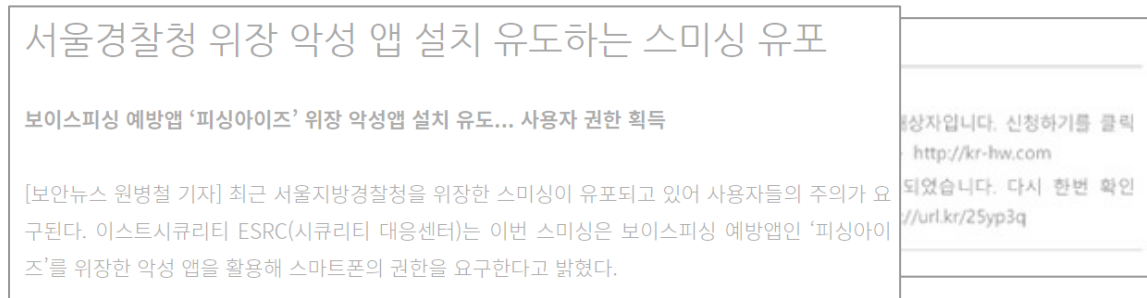 서울경찰청 위장 악성 앱 설치 유도하는 스미싱 유포
보이스피싱 예방앱 ‘피싱아이즈’ 위장 악성앱 설치 유도... 사용자 권한 획득
[보안뉴스 원병철 기자] 최근 서울지방경찰청을 위장한 스미싱이 유포되고 있어 사용자들의 주의가 요
구된다. 이스트시큐리티 ESRC(시큐리티 대응센터)는 이번 스미싱은 보이스피싱 예방앱인 ‘피싱아이
즈’를 위장한 악성 앱을 활용해 스마트폰의 권한을 요구한다고 밝혔다.
상자입니다. 신청하기를 클릭
http://kr-hw.com
되었습니다. 다시 한번 확인
://url.kr/25yp3q